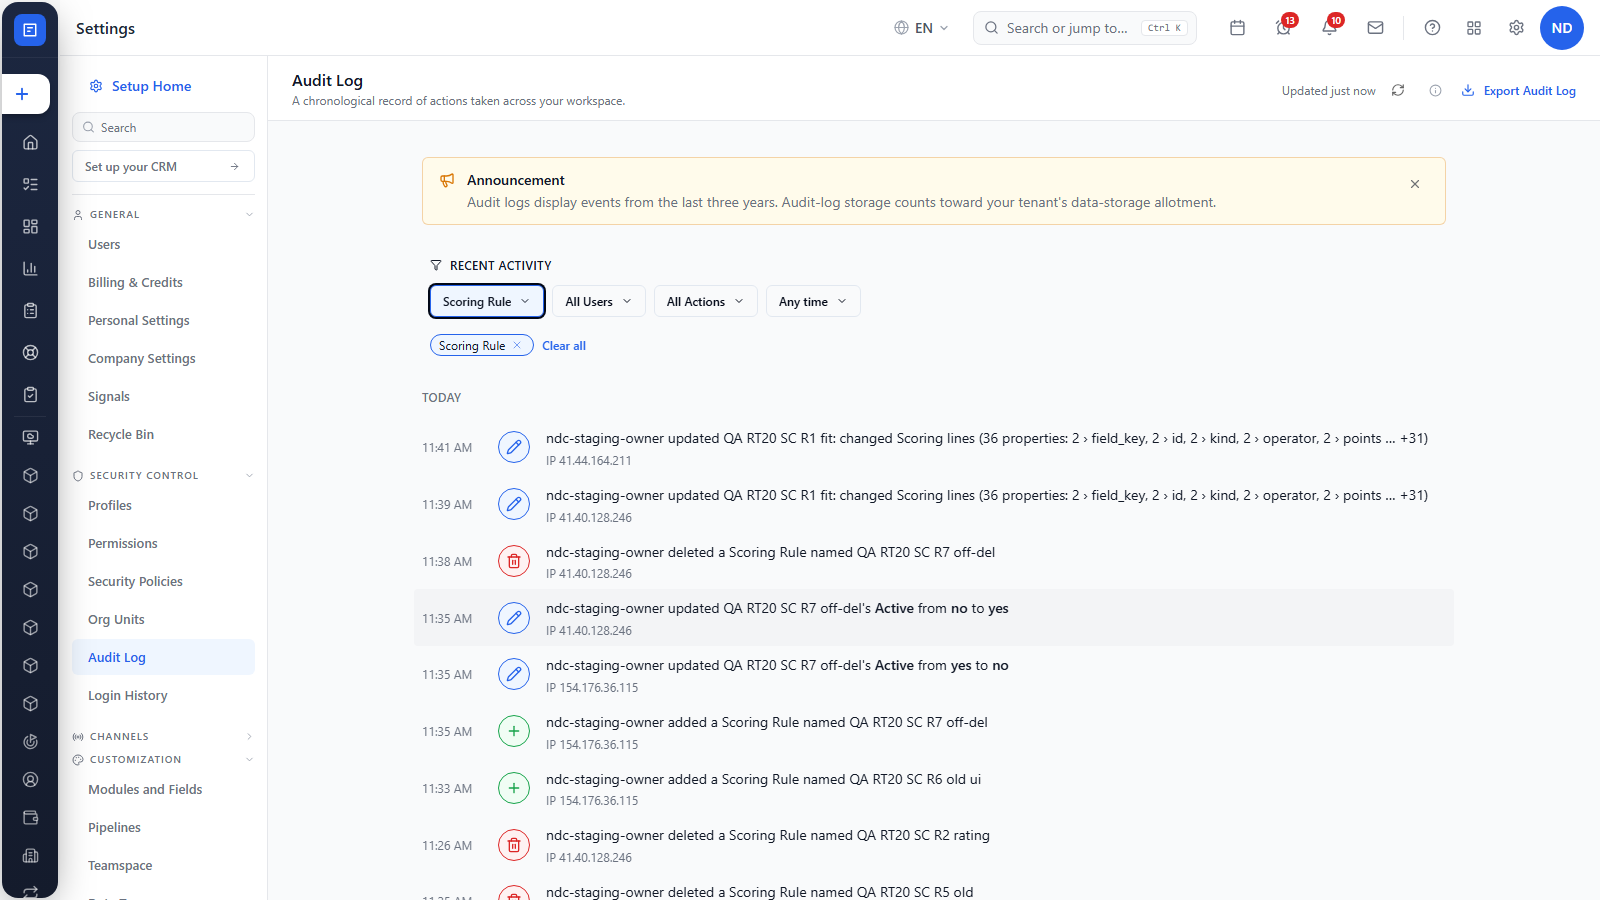 Settings
EN
Search or jump to...
Ctrl K
13
10
ND
Setup Home
Search
Set up your CRM
GENERAL
Users
Billing & Credits
Personal Settings
Company Settings
Signals
Recycle Bin
SECURITY CONTROL
Profiles
Permissions
Security Policies
Org Units
Audit Log
Login History
CHANNELS
CUSTOMIZATION
Modules and Fields
Pipelines
Teamspace
Audit Log
A chronological record of actions taken across your workspace.
Updated just now
Export Audit Log
Announcement
Audit logs display events from the last three years. Audit-log storage counts toward your tenant's data-storage allotment.
RECENT ACTIVITY
Scoring Rule
All Users
All Actions
Any time
Scoring Rule
Clear all
TODAY
11:41 AM
ndc-staging-owner updated QA RT20 SC R1 fit: changed Scoring lines (36 properties: 2 › field_key, 2 › id, 2 › kind, 2 › operator, 2 › points … +31)
IP 41.44.164.211
11:39 AM
ndc-staging-owner updated QA RT20 SC R1 fit: changed Scoring lines (36 properties: 2 › field_key, 2 › id, 2 › kind, 2 › operator, 2 › points … +31)
IP 41.40.128.246
11:38 AM
ndc-staging-owner deleted a Scoring Rule named QA RT20 SC R7 off-del
IP 41.40.128.246
11:35 AM
ndc-staging-owner updated QA RT20 SC R7 off-del's Active from no to yes
IP 41.40.128.246
11:35 AM
ndc-staging-owner updated QA RT20 SC R7 off-del's Active from yes to no
IP 154.176.36.115
11:35 AM
ndc-staging-owner added a Scoring Rule named QA RT20 SC R7 off-del
IP 154.176.36.115
11:33 AM
ndc-staging-owner added a Scoring Rule named QA RT20 SC R6 old ui
IP 154.176.36.115
11:26 AM
ndc-staging-owner deleted a Scoring Rule named QA RT20 SC R2 rating
IP 41.40.128.246
ndc-staging-owner deleted a Scoring Rule named QA RT20 SC R5 old